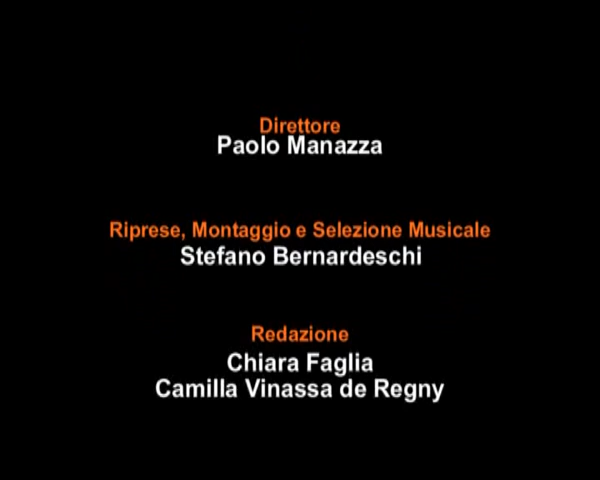 Direttore
Paolo Manazza
Riprese, Montaggio e Selezione Musicale
Stefano Bernardeschi
Redazione
Chiara Faglia
Camilla Vinassa de Regny